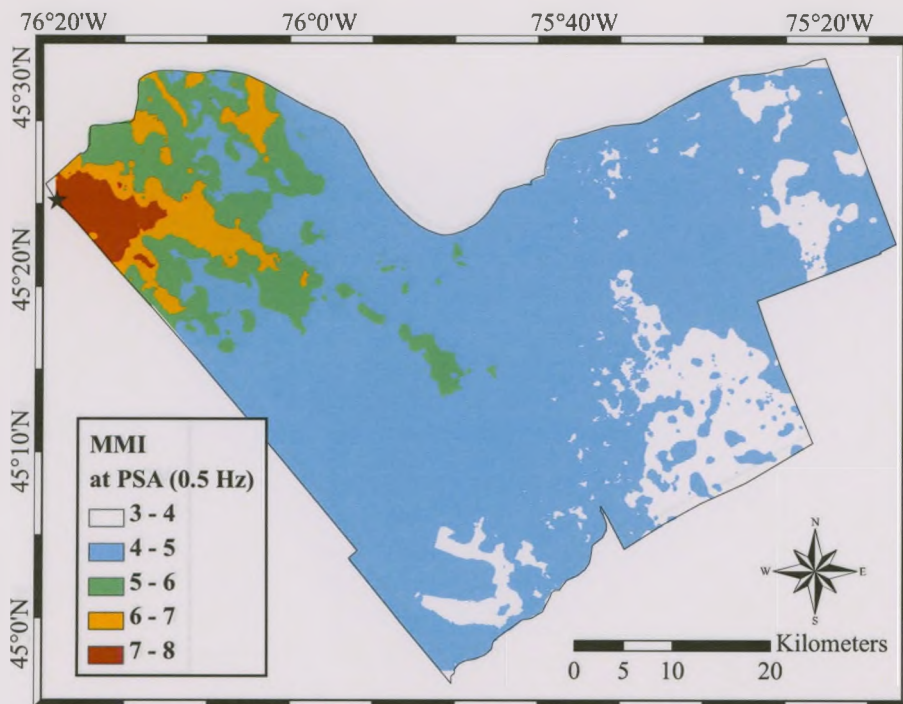 76°20'W 76°0'W 75°40'W 75°20'W
45°30'N
45°20'N
45°10'N
45°0'N
MMI
at PSA (0.5 Hz)
3 - 4
4 - 5
5 - 6
6 - 7
7 - 8
N
W E
S
Kilometers
0 5 10 20